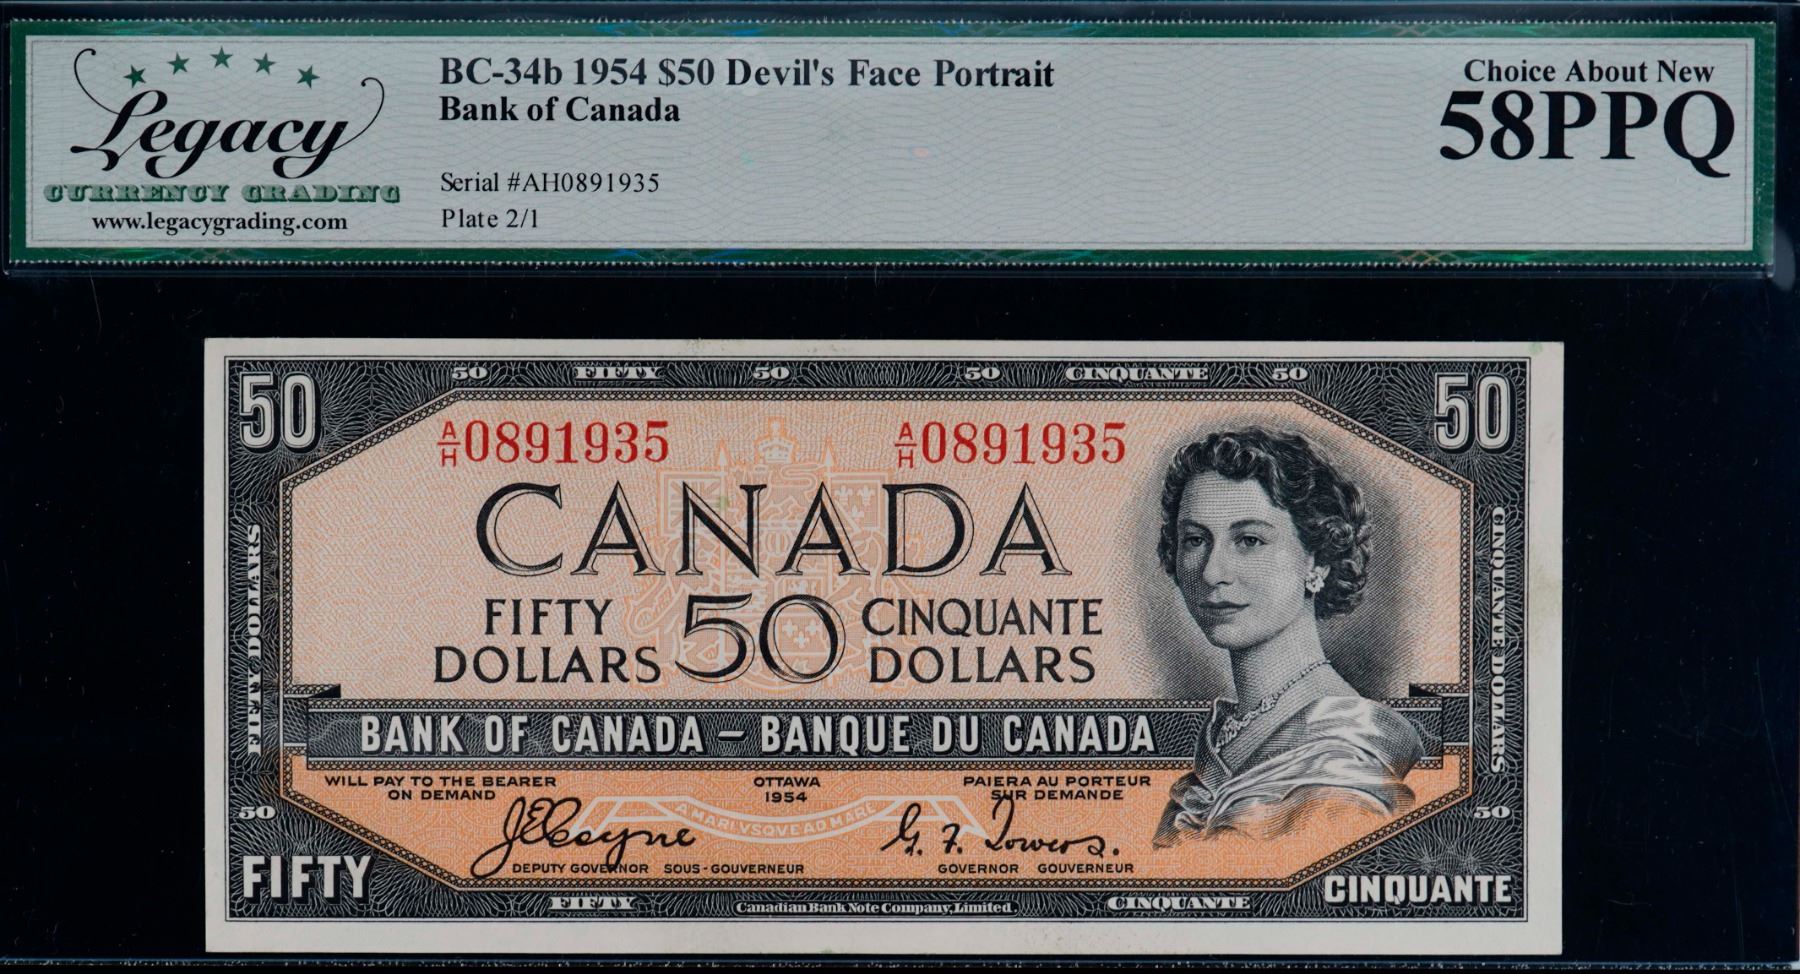 Legacy
CURRENCY GRADING
www.legacygrading.com
BC-34b 1954 $50 Devil's Face Portrait
Bank of Canada
Serial #AH0891935
Plate 2/1
Choice About New
58PPQ
50 FIFTY 50 50 CINQUANTE 50
50 50
A/H 0891935 A/H 0891935
CANADA
FIFTY 50 CINQUANTE
DOLLARS DOLLARS
FIFTY DOLLARS
CINQUANTE DOLLARS
BANK OF CANADA – BANQUE DU CANADA
WILL PAY TO THE BEARER OTTAWA PAIERA AU PORTEUR
ON DEMAND 1954 SUR DEMANDE
50 50
A MARI VSQVE AD MARE
J E Coyne G. F. Towers.
DEPUTY GOVERNOR SOUS-GOUVERNEUR GOVERNOR GOUVERNEUR
FIFTY CINQUANTE
FIFTY Canadian Bank Note Company, Limited. CINQUANTE